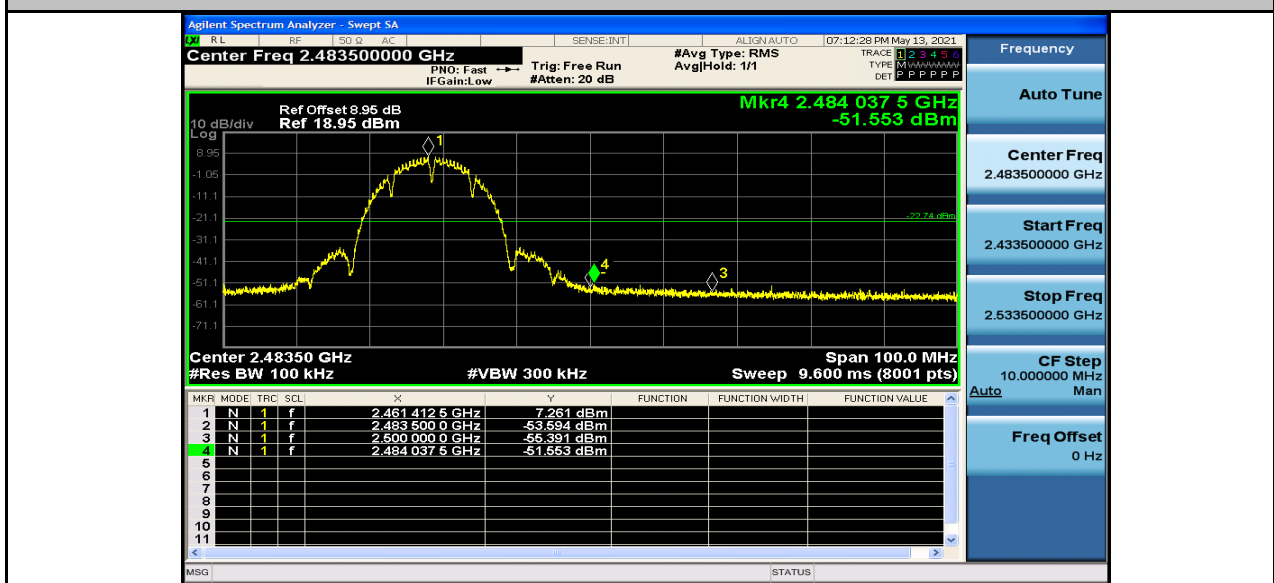 Agilent Spectrum Analyzer - Swept SA
RL RF 50 Ω AC SENSE:INT ALIGN AUTO 07:12:28 PM May 13, 2021
Center Freq 2.483500000 GHz
PNO: Fast
IFGain:Low
Trig: Free Run
#Atten: 20 dB
#Avg Type: RMS
Avg|Hold: 1/1
TRACE 1 2 3 4 5 6
TYPE M
DET P P P P P P
Ref Offset 8.95 dB
Ref 18.95 dBm
10 dB/div
Log
Mkr4 2.484 037 5 GHz
-51.553 dBm
8.95
-1.05
-11.1
-21.1
-31.1
-41.1
-51.1
-61.1
-71.1
1
-22.74 dBm
4
3
Center 2.48350 GHz
Span 100.0 MHz
#Res BW 100 kHz
#VBW 300 kHz
Sweep 9.600 ms (8001 pts)
MKR MODE TRC SCL X Y FUNCTION FUNCTION WIDTH FUNCTION VALUE
1 N 1 f 2.461 412 5 GHz 7.261 dBm
2 N 1 f 2.483 500 0 GHz -53.594 dBm
3 N 1 f 2.500 000 0 GHz -55.391 dBm
4 N 1 f 2.484 037 5 GHz -51.553 dBm
5
6
7
8
9
10
11
MSG
STATUS
Frequency
Auto Tune
Center Freq
2.483500000 GHz
Start Freq
2.433500000 GHz
Stop Freq
2.533500000 GHz
CF Step
10.000000 MHz
Auto Man
Freq Offset
0 Hz